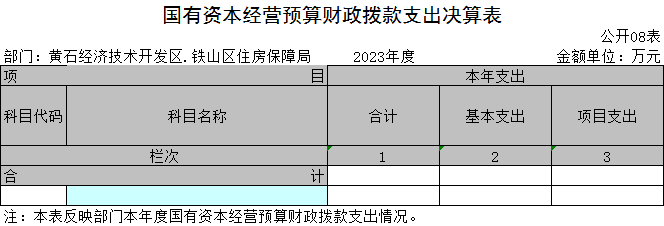 国有资本经营预算财政拨款支出决算表
公开08表
部门：黄石经济技术开发区.铁山区住房保障局 2023年度 金额单位：万元
项 目 本年支出
科目代码 科目名称 合计 基本支出 项目支出
栏次 1 2 3
合 计
注：本表反映部门本年度国有资本经营预算财政拨款支出情况。